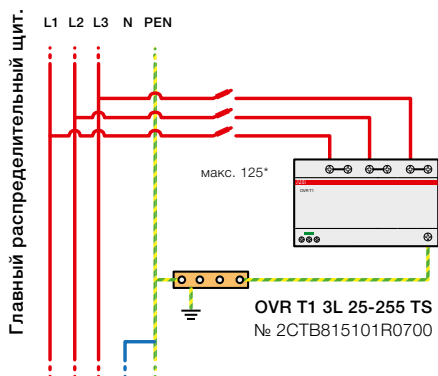 Главный распределительный щит.
L1 L2 L3 N PEN
макс. 125*
ABB
OVR T1
OVR T1 3L 25-255 TS
№ 2CTB815101R0700